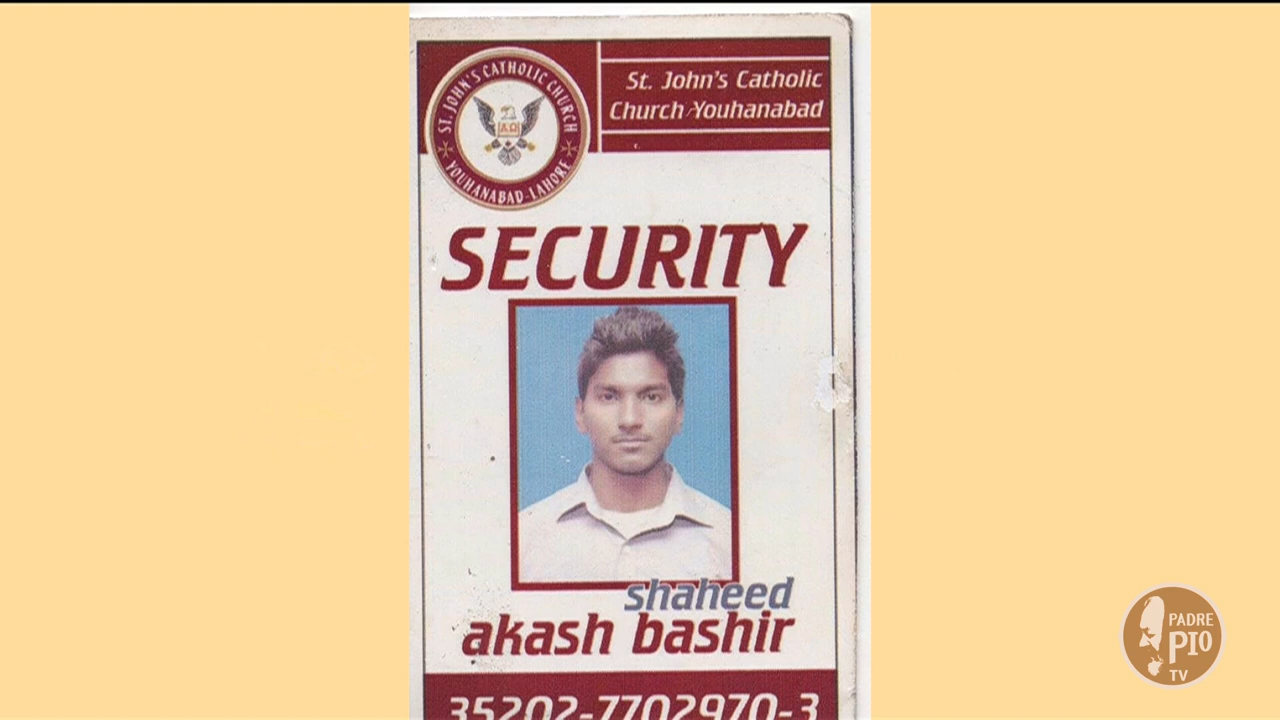 ST. JOHN'S CATHOLIC CHURCH
YOUHANABAD-LAHORE
AΩ
St. John's Catholic
Church Youhanabad
SECURITY
shaheed
akash bashir
35202-7702970-3
PADRE
PIO
TV